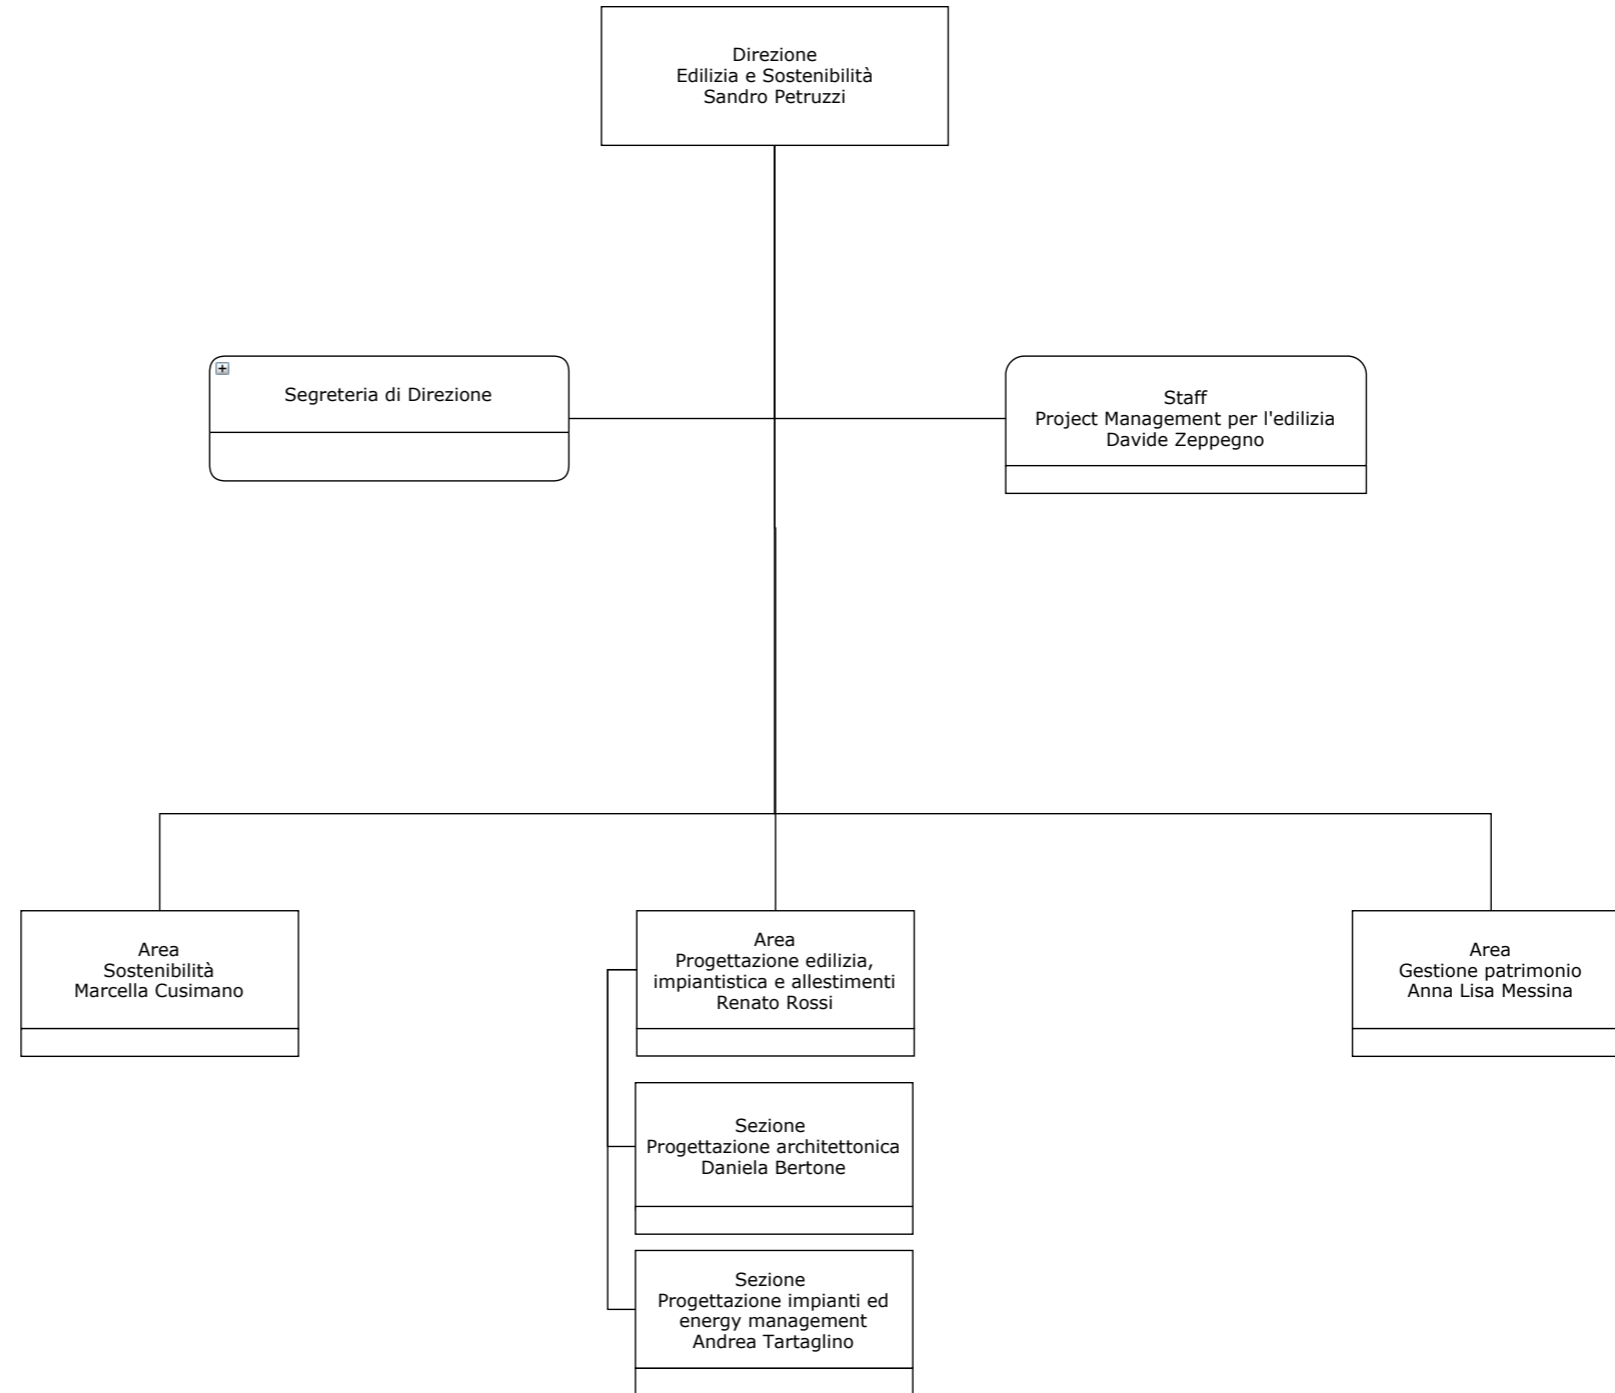 Direzione
Edilizia e Sostenibilità
Sandro Petruzzi
Segreteria di Direzione
Staff
Project Management per l'edilizia
Davide Zeppegno
Area
Sostenibilità
Marcella Cusimano
Area
Progettazione edilizia,
impiantistica e allestimenti
Renato Rossi
Area
Gestione patrimonio
Anna Lisa Messina
Sezione
Progettazione architettonica
Daniela Bertone
Sezione
Progettazione impianti ed
energy management
Andrea Tartaglino